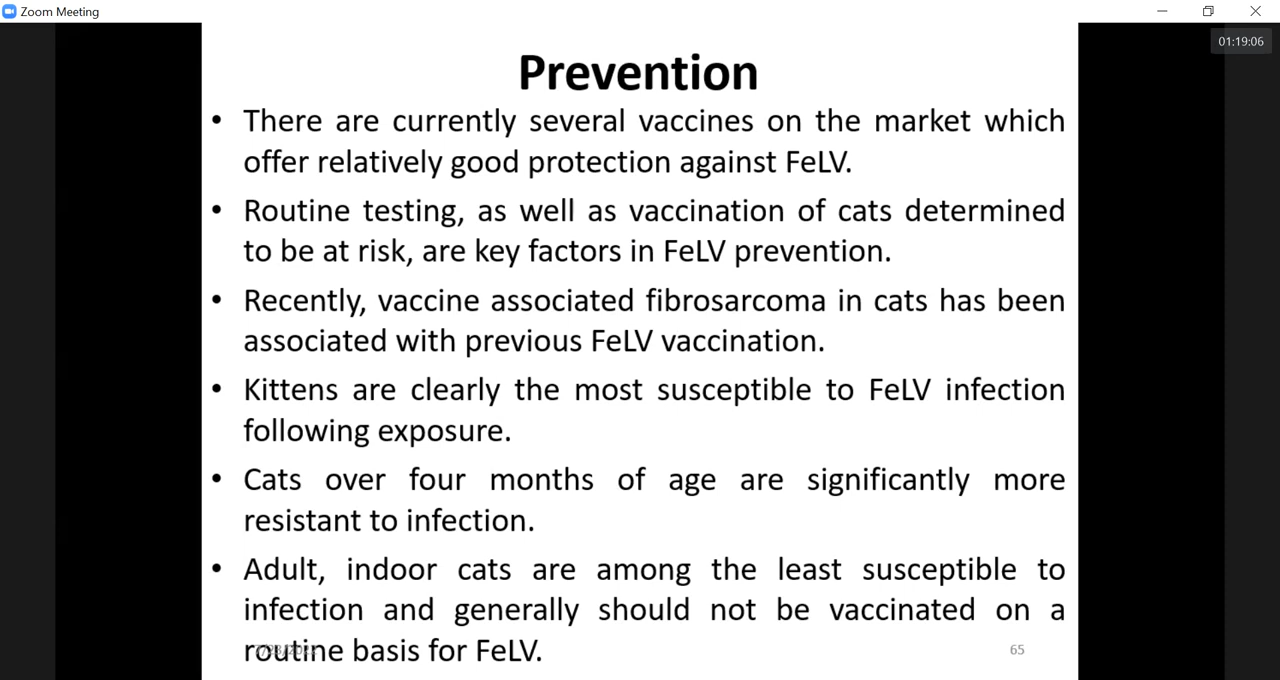 Zoom Meeting
01:19:06
Prevention
• There are currently several vaccines on the market which
offer relatively good protection against FeLV.
• Routine testing, as well as vaccination of cats determined
to be at risk, are key factors in FeLV prevention.
• Recently, vaccine associated fibrosarcoma in cats has been
associated with previous FeLV vaccination.
• Kittens are clearly the most susceptible to FeLV infection
following exposure.
• Cats over four months of age are significantly more
resistant to infection.
• Adult, indoor cats are among the least susceptible to
infection and generally should not be vaccinated on a
routine basis for FeLV.
65